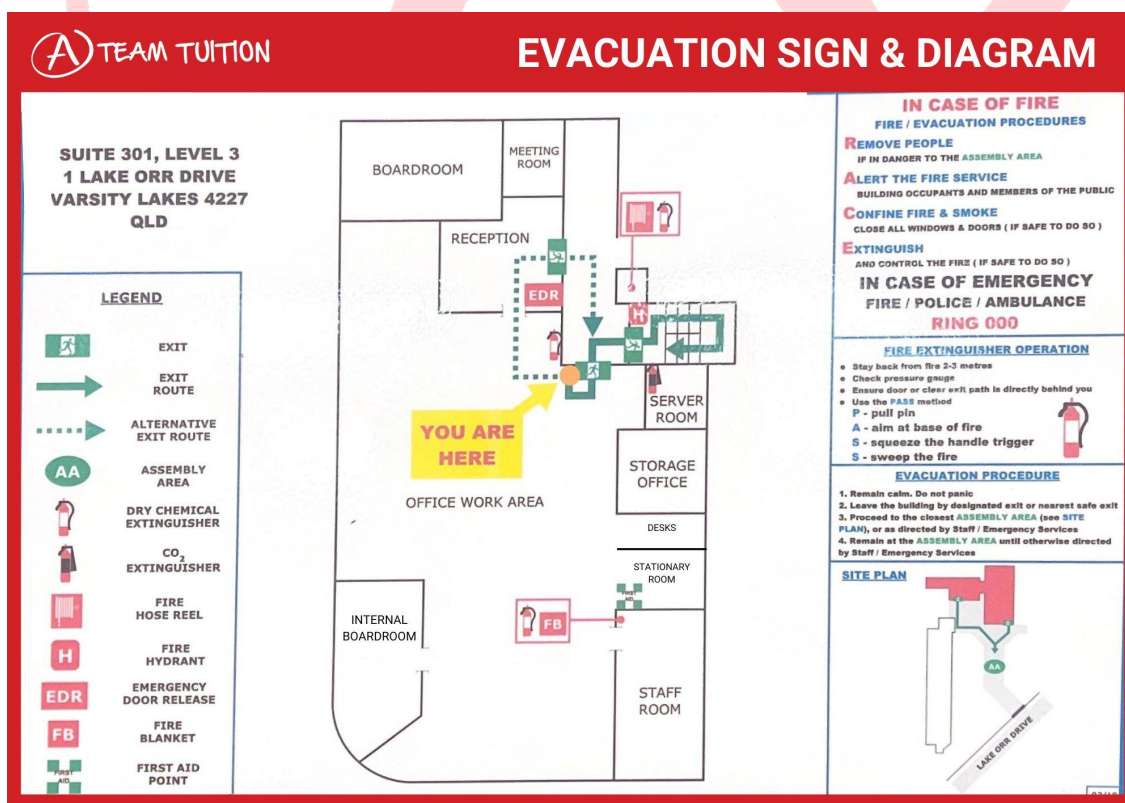 A TEAM TUITION
EVACUATION SIGN & DIAGRAM
SUITE 301, LEVEL 3
1 LAKE ORR DRIVE
VARSITY LAKES 4227
QLD
LEGEND
EXIT
EXIT
ROUTE
ALTERNATIVE
EXIT ROUTE
AA
ASSEMBLY
AREA
DRY CHEMICAL
EXTINGUISHER
CO2
EXTINGUISHER
FIRE
HOSE REEL
H
FIRE
HYDRANT
EDR
EMERGENCY
DOOR RELEASE
FB
FIRE
BLANKET
FIRST
AID
FIRST AID
POINT
BOARDROOM
MEETING
ROOM
RECEPTION
EDR
H
YOU ARE
HERE
SERVER
ROOM
STORAGE
OFFICE
OFFICE WORK AREA
DESKS
STATIONARY
ROOM
FIRST
AID
FB
INTERNAL
BOARDROOM
STAFF
ROOM
IN CASE OF FIRE
FIRE / EVACUATION PROCEDURES
REMOVE PEOPLE
IF IN DANGER TO THE ASSEMBLY AREA
ALERT THE FIRE SERVICE
BUILDING OCCUPANTS AND MEMBERS OF THE PUBLIC
CONFINE FIRE & SMOKE
CLOSE ALL WINDOWS & DOORS ( IF SAFE TO DO SO )
EXTINGUISH
AND CONTROL THE FIRE ( IF SAFE TO DO SO )
IN CASE OF EMERGENCY
FIRE / POLICE / AMBULANCE
RING 000
FIRE EXTINGUISHER OPERATION
• Stay back from fire 2-3 metres
• Check pressure gauge
• Ensure door or clear exit path is directly behind you
• Use the PASS method
P - pull pin
A - aim at base of fire
S - squeeze the handle trigger
S - sweep the fire
EVACUATION PROCEDURE
1. Remain calm. Do not panic
2. Leave the building by designated exit or nearest safe exit
3. Proceed to the closest ASSEMBLY AREA (see SITE
PLAN), or as directed by Staff / Emergency Services
4. Remain at the ASSEMBLY AREA until otherwise directed
by Staff / Emergency Services
SITE PLAN
AA
LAKE ORR DRIVE